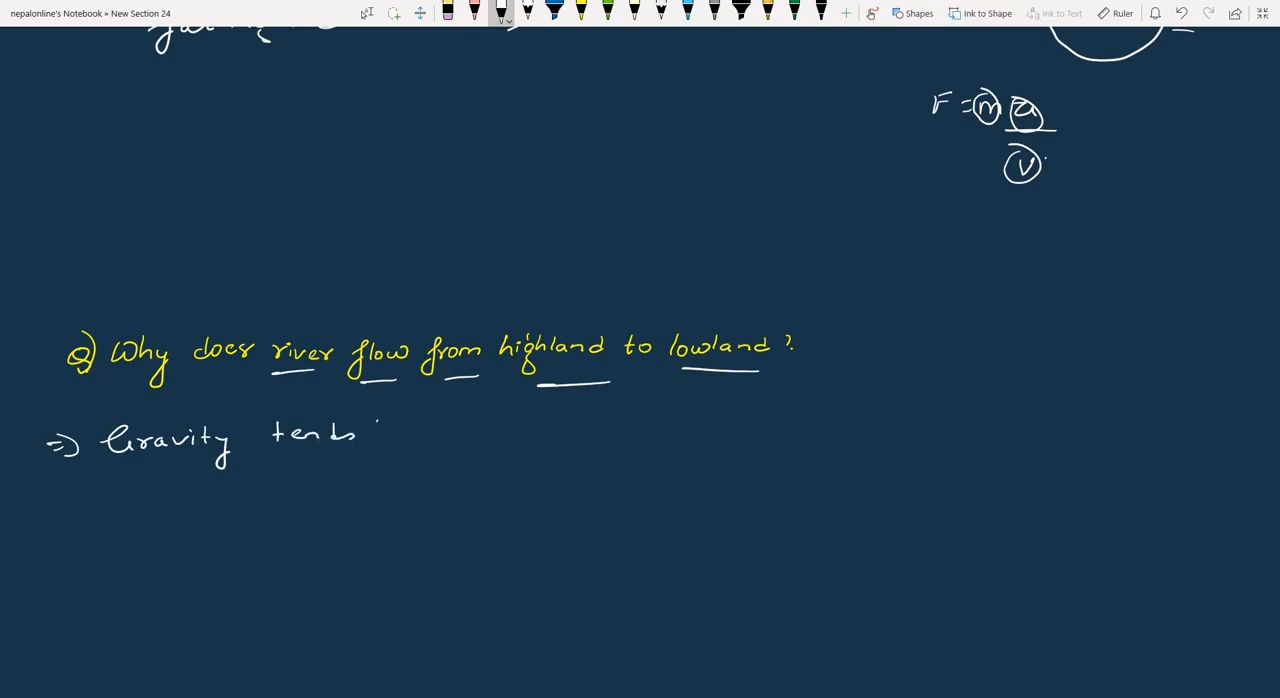 nepalonline's Notebook » New Section 24
Shapes
Ink to Shape
Ink to Text
Ruler
F = m a
v
Q) Why does river flow from highland to lowland?
=> Gravity tends